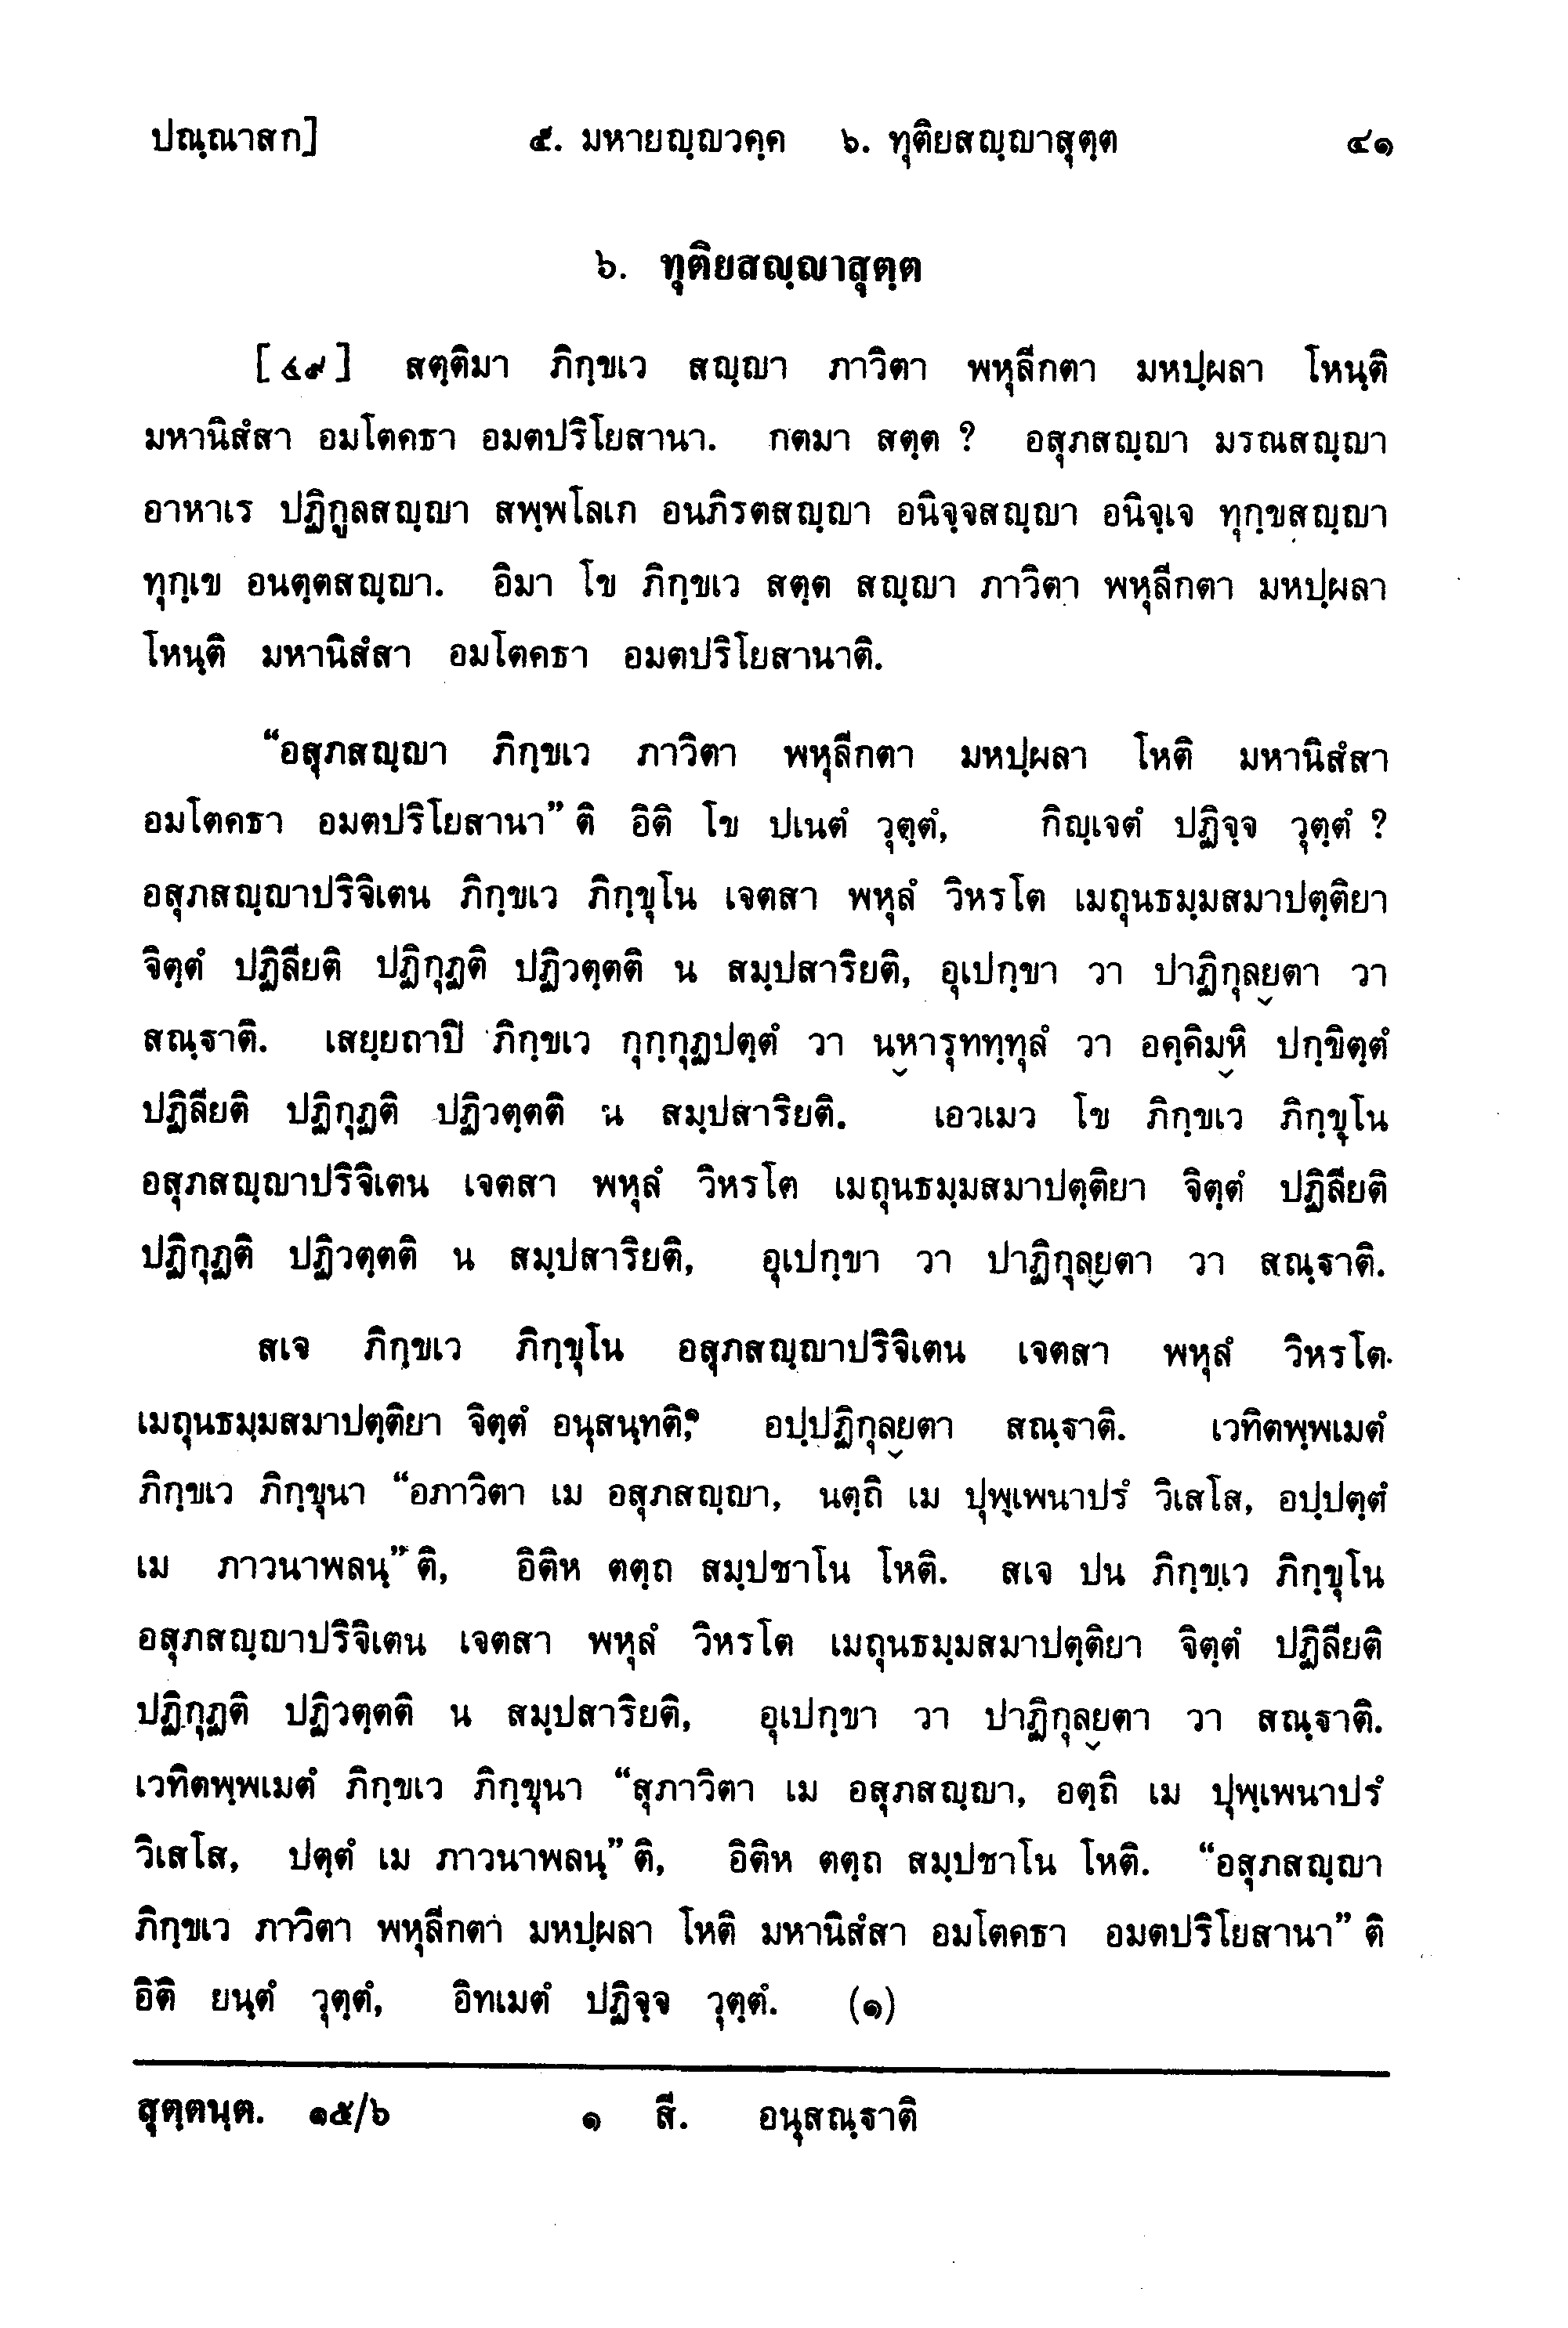 ปณฺณาสก] ๕. มหายญฺญวคฺค ๖. ทุติยสญฺญาสุตฺต ๔๑
๖. ทุติยสญฺญาสุตฺต
[๔๙] สตฺติมา ภิกฺขเว สญฺญา ภาวิตา พหุลีกตา มหปฺผลา โหนฺติ
มหานิสํสา อมโตคธา อมตปริโยสานา. กตมา สตฺต ? อสุภสญฺญา มรณสญฺญา
อาหาเร ปฏิกูลสญฺญา สพฺพโลเก อนภิรตสญฺญา อนิจฺจสญฺญา อนิจฺเจ ทุกฺขสญฺญา
ทุกฺเข อนตฺตสญฺญา. อิมา โข ภิกฺขเว สตฺต สญฺญา ภาวิตา พหุลีกตา มหปฺผลา
โหนฺติ มหานิสํสา อมโตคธา อมตปริโยสานาติ.
“อสุภสญฺญา ภิกฺขเว ภาวิตา พหุลีกตา มหปฺผลา โหติ มหานิสํสา
อมโตคธา อมตปริโยสานา” ติ อิติ โข ปเนตํ วุตฺตํ, กิญฺเจตํ ปฏิจฺจ วุตฺตํ ?
อสุภสญฺญาปริจิเตน ภิกฺขเว ภิกฺขุโน เจตสา พหุลํ วิหรโต เมถุนธมฺมสมาปตฺติยา
จิตฺตํ ปฏิลียติ ปฏิกุฏติ ปฏิวตฺตติ น สมฺปสาริยติ, อุเปกฺขา วา ปาฏิกุลฺยตา วา
สณฺฐาติ. เสยฺยถาปิ ภิกฺขเว กุกฺกุฏปตฺตํ วา นฺหารุททฺทุลํ วา อคฺคิมฺหิ ปกฺขิตฺตํ
ปฏิลียติ ปฏิกุฏติ ปฏิวตฺตติ น สมฺปสาริยติ. เอวเมว โข ภิกฺขเว ภิกฺขุโน
อสุภสญฺญาปริจิเตน เจตสา พหุลํ วิหรโต เมถุนธมฺมสมาปตฺติยา จิตฺตํ ปฏิลียติ
ปฏิกุฏติ ปฏิวตฺตติ น สมฺปสาริยติ, อุเปกฺขา วา ปาฏิกุลฺยตา วา สณฺฐาติ.
สเจ ภิกฺขเว ภิกฺขุโน อสุภสญฺญาปริจิเตน เจตสา พหุลํ วิหรโต
เมถุนธมฺมสมาปตฺติยา จิตฺตํ อนุสนฺทติ,๑ อปฺปฏิกุลฺยตา สณฺฐาติ. เวทิตพฺพเมตํ
ภิกฺขเว ภิกฺขุนา “อภาวิตา เม อสุภสญฺญา, นตฺถิ เม ปุพฺเพนาปรํ วิเสโส, อปฺปตฺตํ
เม ภาวนาพลนฺ” ติ, อิติห ตตฺถ สมฺปชาโน โหติ. สเจ ปน ภิกฺขเว ภิกฺขุโน
อสุภสญฺญาปริจิเตน เจตสา พหุลํ วิหรโต เมถุนธมฺมสมาปตฺติยา จิตฺตํ ปฏิลียติ
ปฏิกุฏติ ปฏิวตฺตติ น สมฺปสาริยติ, อุเปกฺขา วา ปาฏิกุลฺยตา วา สณฺฐาติ.
เวทิตพฺพเมตํ ภิกฺขเว ภิกฺขุนา “สุภาวิตา เม อสุภสญฺญา, อตฺถิ เม ปุพฺเพนาปรํ
วิเสโส, ปตฺตํ เม ภาวนาพลนฺ” ติ, อิติห ตตฺถ สมฺปชาโน โหติ. “อสุภสญฺญา
ภิกฺขเว ภาวิตา พหุลีกตา มหปฺผลา โหติ มหานิสํสา อมโตคธา อมตปริโยสานา” ติ
อิติ ยนฺตํ วุตฺตํ, อิทเมตํ ปฏิจฺจ วุตฺตํ. (๑)
สุตฺตนฺต. ๑๕/๖ ๑ สี. อนุสณฺฐาติ